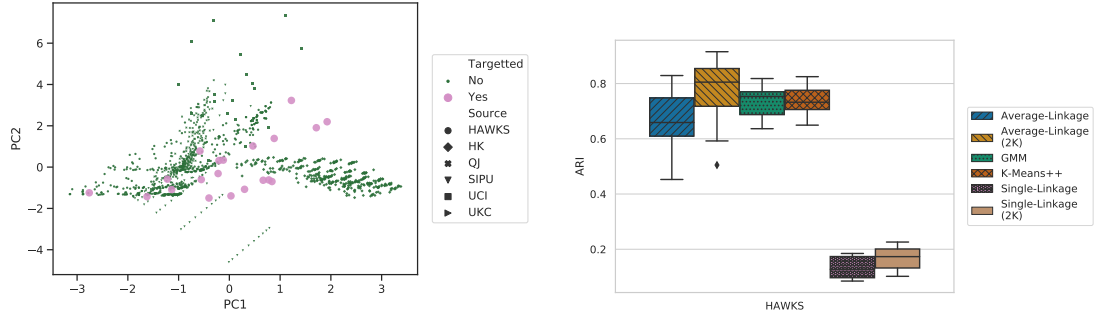 6
4
2
0
−2
−4
PC2
−3
−2
−1
0
1
2
3
PC1
Targetted
No
Yes
Source
HAWKS
HK
QJ
SIPU
UCI
UKC
0.8
0.6
0.4
0.2
ARI
HAWKS
Average-Linkage
Average-Linkage
(2K)
GMM
K-Means++
Single-Linkage
Single-Linkage
(2K)